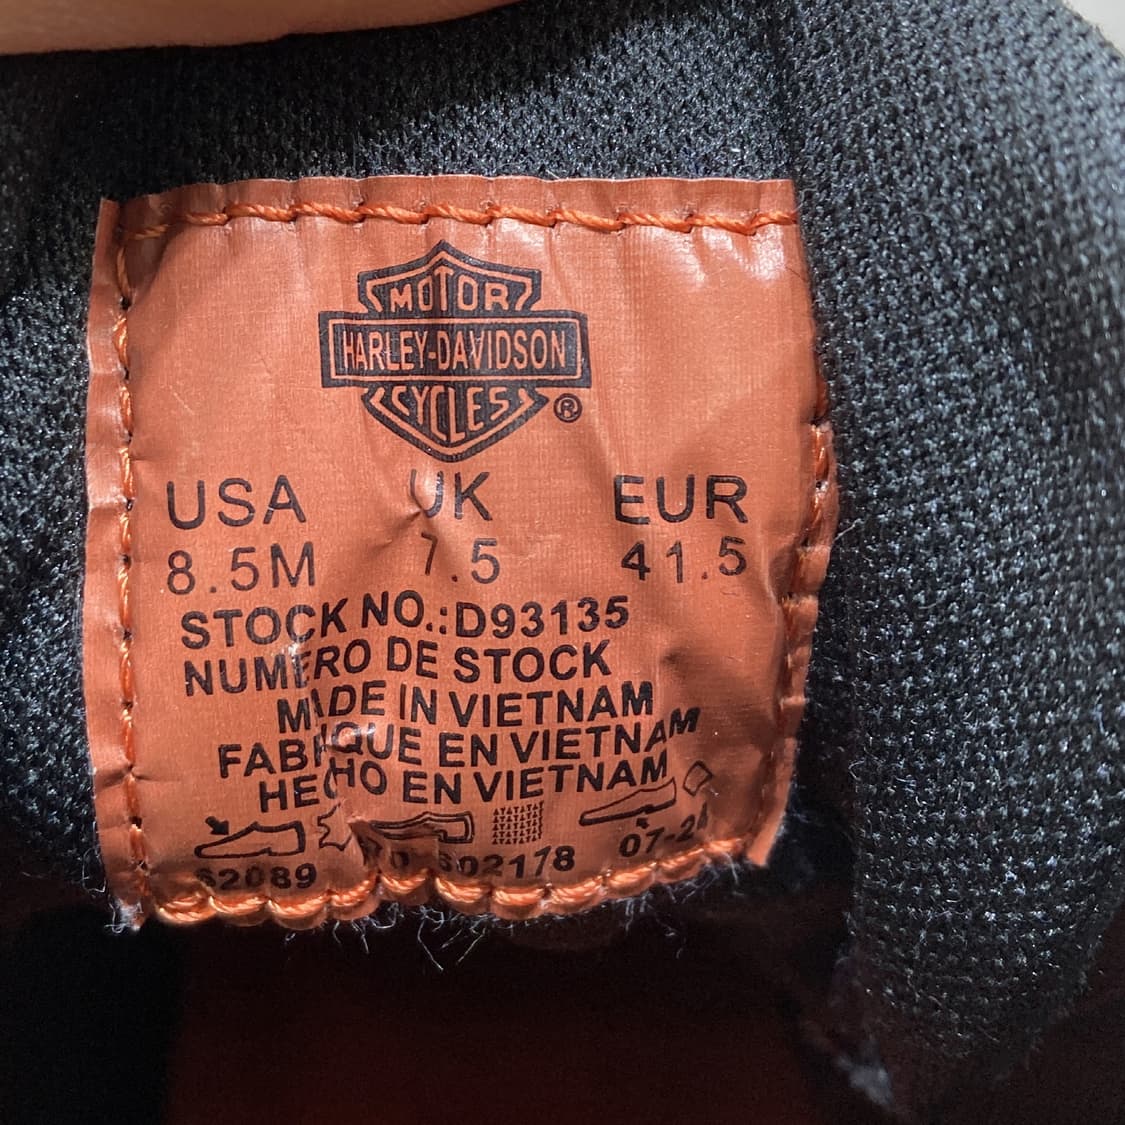 MOTOR
HARLEY-DAVIDSON
CYCLES
®
USA UK EUR
8.5M 7.5 41.5
STOCK NO.:D93135
NUMERO DE STOCK
MADE IN VIETNAM
FABRIQUE EN VIETNAM
HECHO EN VIETNAM
S2089